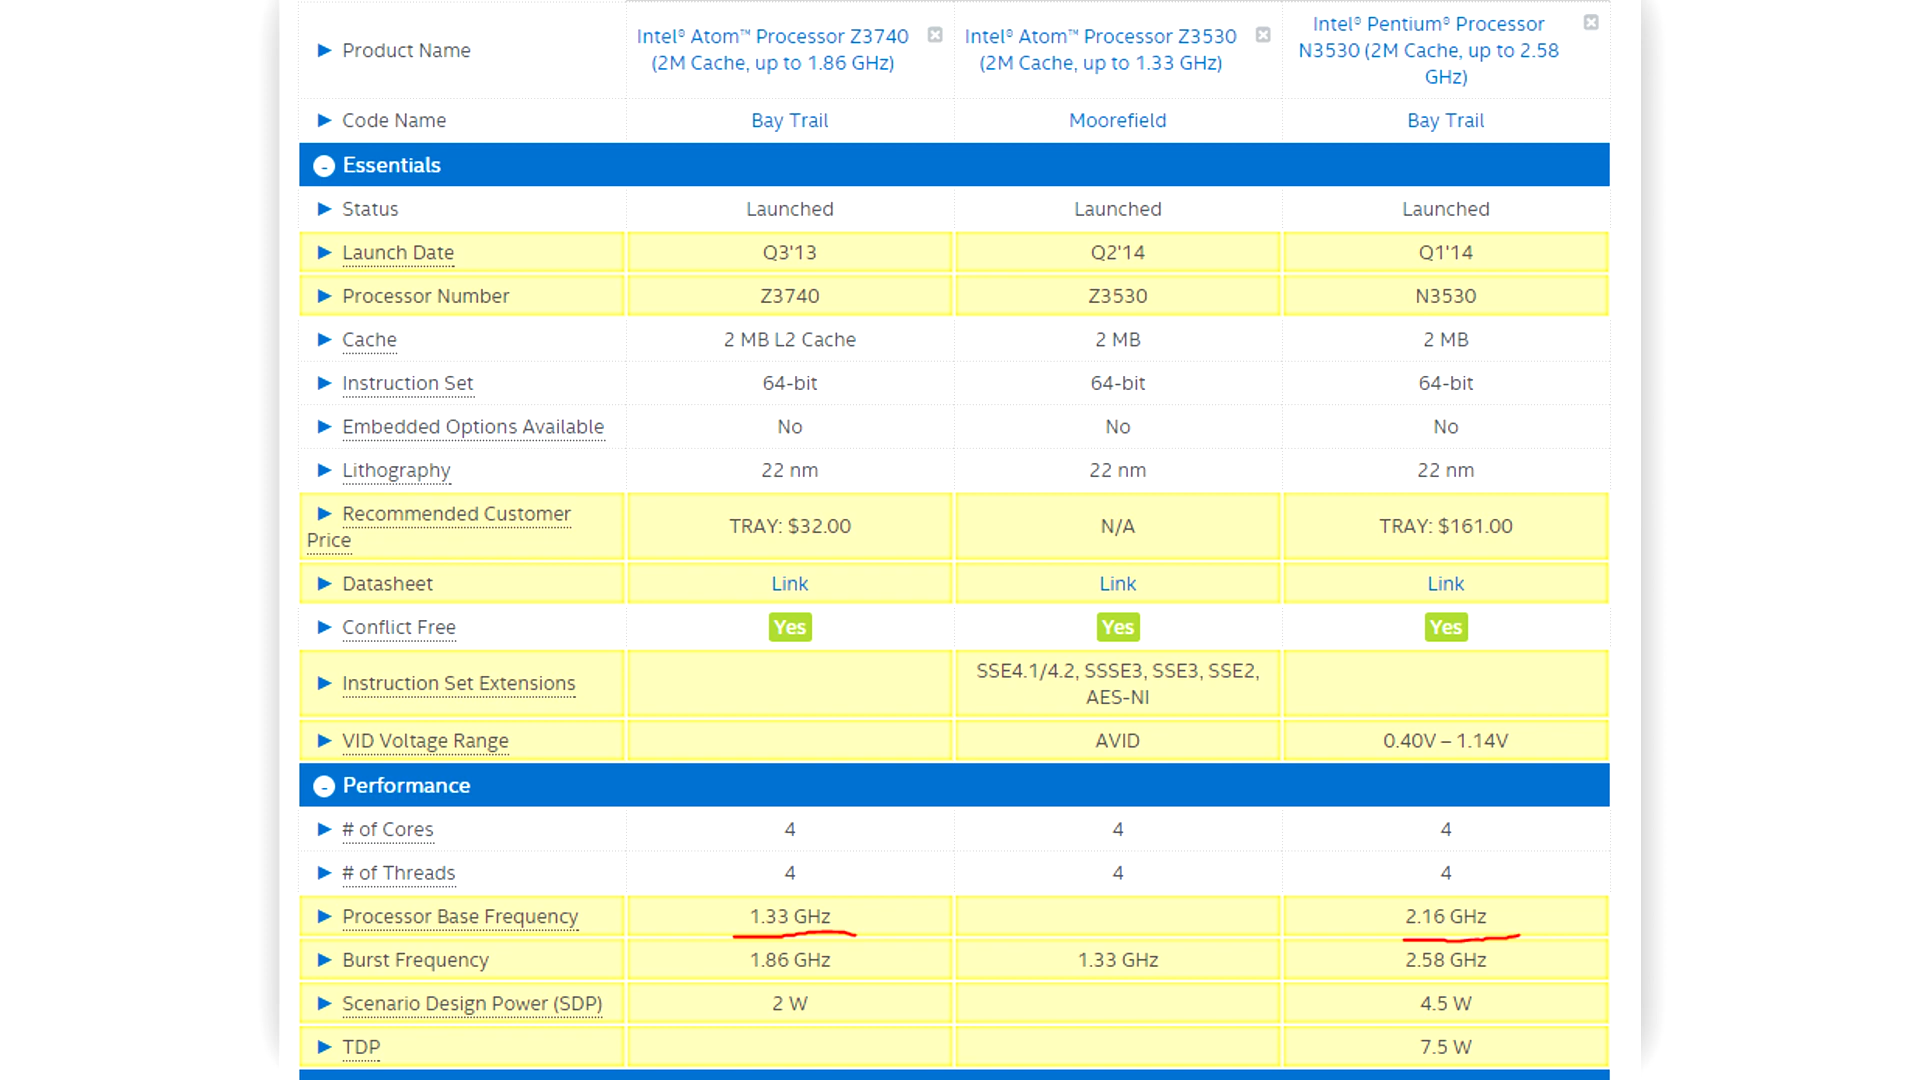 Product Name
Intel® Atom™ Processor Z3740
(2M Cache, up to 1.86 GHz)
Intel® Atom™ Processor Z3530
(2M Cache, up to 1.33 GHz)
Intel® Pentium® Processor
N3530 (2M Cache, up to 2.58
GHz)
Code Name Bay Trail Moorefield Bay Trail
- Essentials
Status Launched Launched Launched
Launch Date Q3'13 Q2'14 Q1'14
Processor Number Z3740 Z3530 N3530
Cache 2 MB L2 Cache 2 MB 2 MB
Instruction Set 64-bit 64-bit 64-bit
Embedded Options Available No No No
Lithography 22 nm 22 nm 22 nm
Recommended Customer
Price
TRAY: $32.00 N/A TRAY: $161.00
Datasheet Link Link Link
Conflict Free Yes Yes Yes
Instruction Set Extensions
SSE4.1/4.2, SSSE3, SSE3, SSE2,
AES-NI
VID Voltage Range AVID 0.40V – 1.14V
- Performance
# of Cores 4 4 4
# of Threads 4 4 4
Processor Base Frequency 1.33 GHz 2.16 GHz
Burst Frequency 1.86 GHz 1.33 GHz 2.58 GHz
Scenario Design Power (SDP) 2 W 4.5 W
TDP 7.5 W